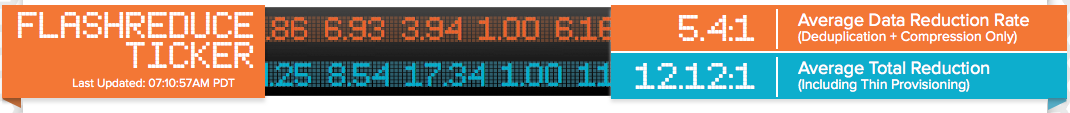 FLASHREDUCE
TICKER
Last Updated: 07:10:57AM PDT
.86 6.93 3.94 1.00 6.16
.25 8.54 17.34 1.00 11
5.4:1
Average Data Reduction Rate
(Deduplication + Compression Only)
12.12:1
Average Total Reduction
(Including Thin Provisioning)